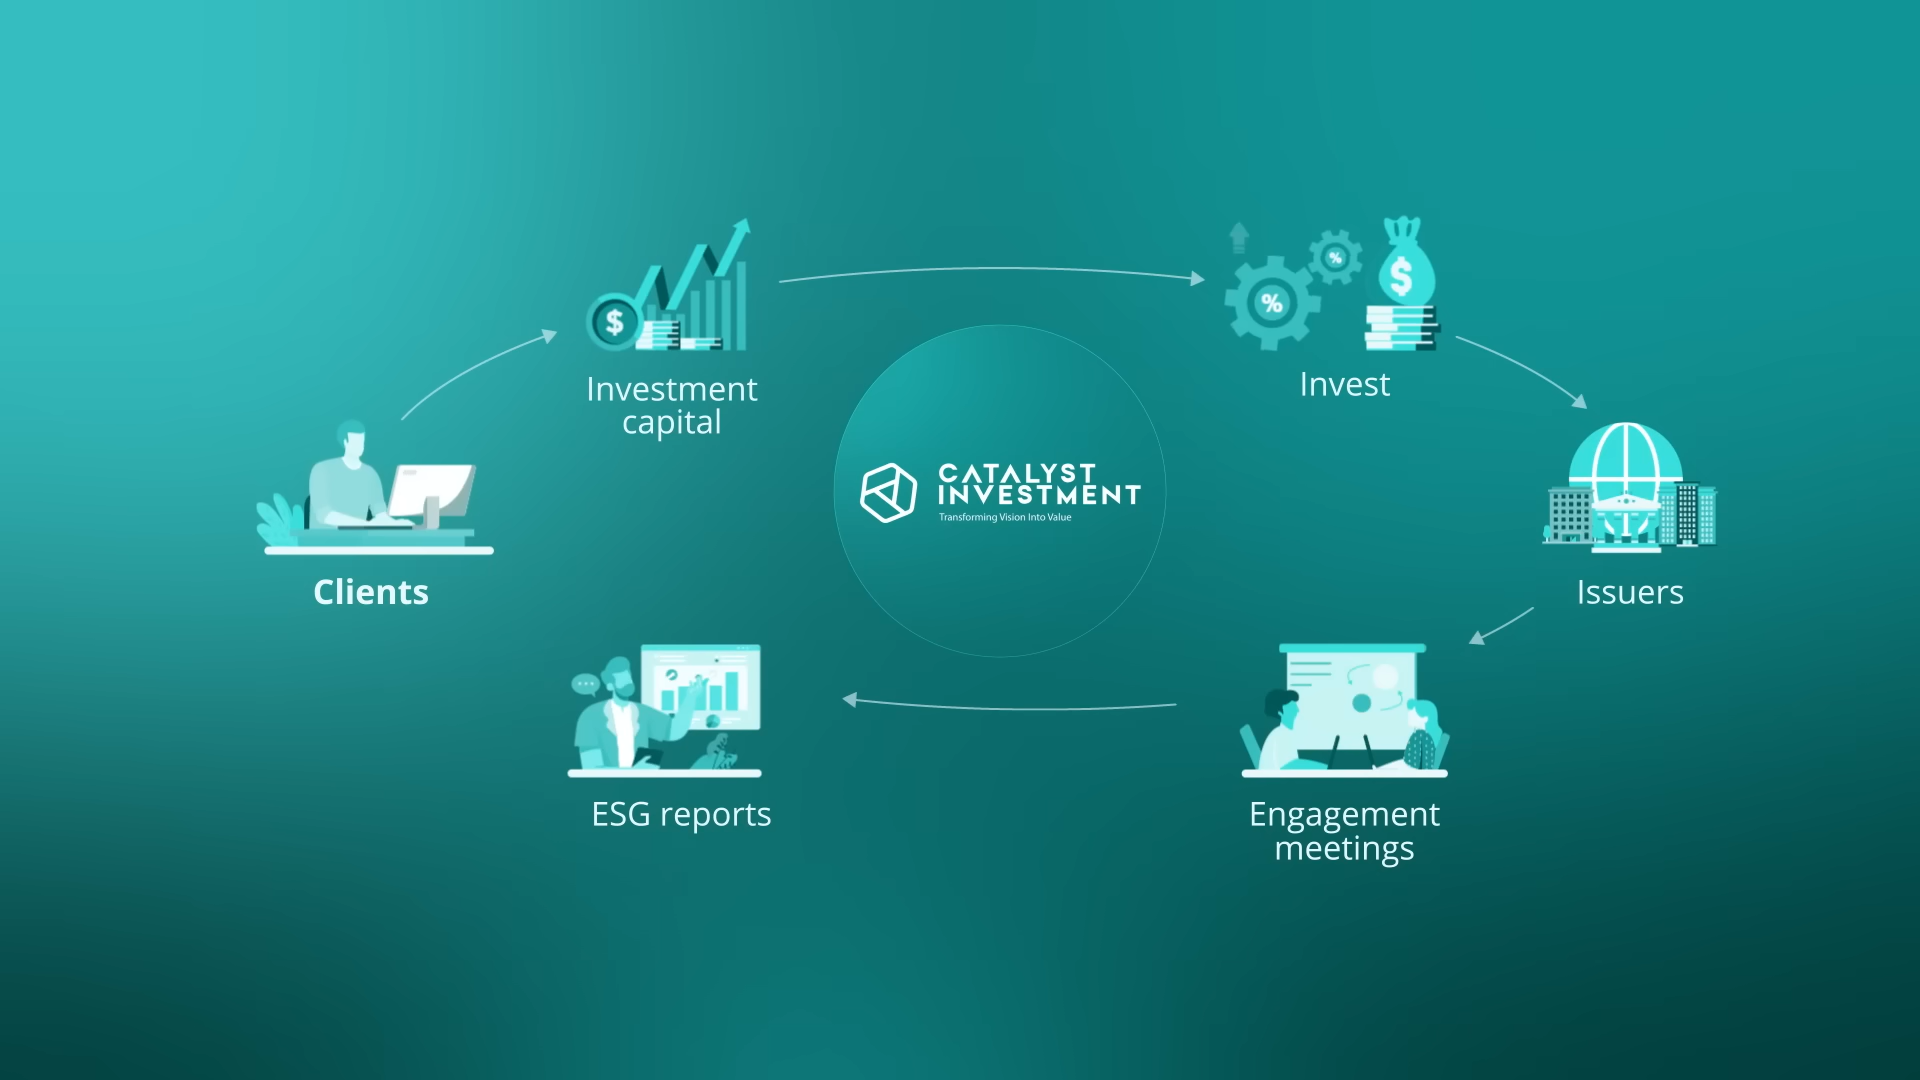 Investment
capital
Invest
CATALYST
INVESTMENT
Transforming Vision Into Value
Clients
Issuers
ESG reports
Engagement
meetings
$
%
%
$